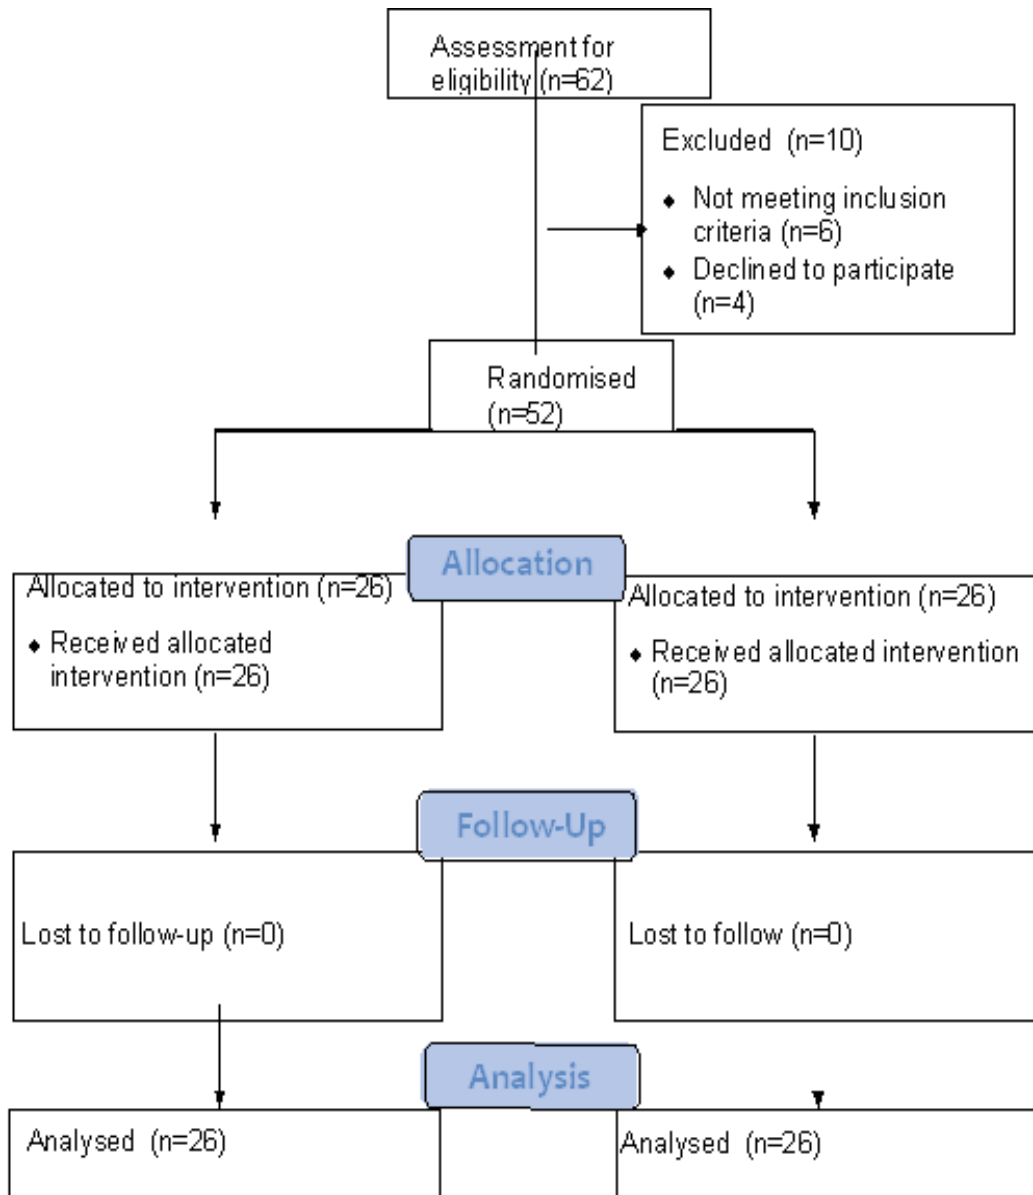 Assessment for
eligibility (n=62)
Excluded (n=10)
♦ Not meeting inclusion
criteria (n=6)
♦ Declined to participate
(n=4)
Randomised
(n=52)
Allocation
Allocated to intervention (n=26)
♦ Received allocated
intervention (n=26)
Allocated to intervention (n=26)
♦ Received allocated intervention
(n=26)
Follow-Up
Lost to follow-up (n=0)
Lost to follow (n=0)
Analysis
Analysed (n=26)
Analysed (n=26)